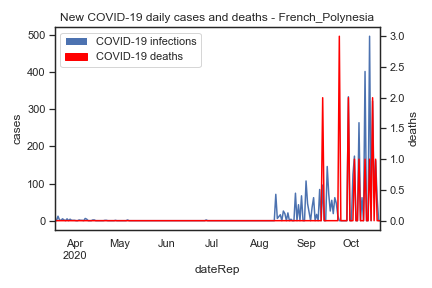 New COVID-19 daily cases and deaths - French_Polynesia
COVID-19 infections
COVID-19 deaths
500
400
300
200
100
0
cases
3.0
2.5
2.0
1.5
1.0
0.5
0.0
deaths
Apr May Jun Jul Aug Sep Oct
2020
dateRep